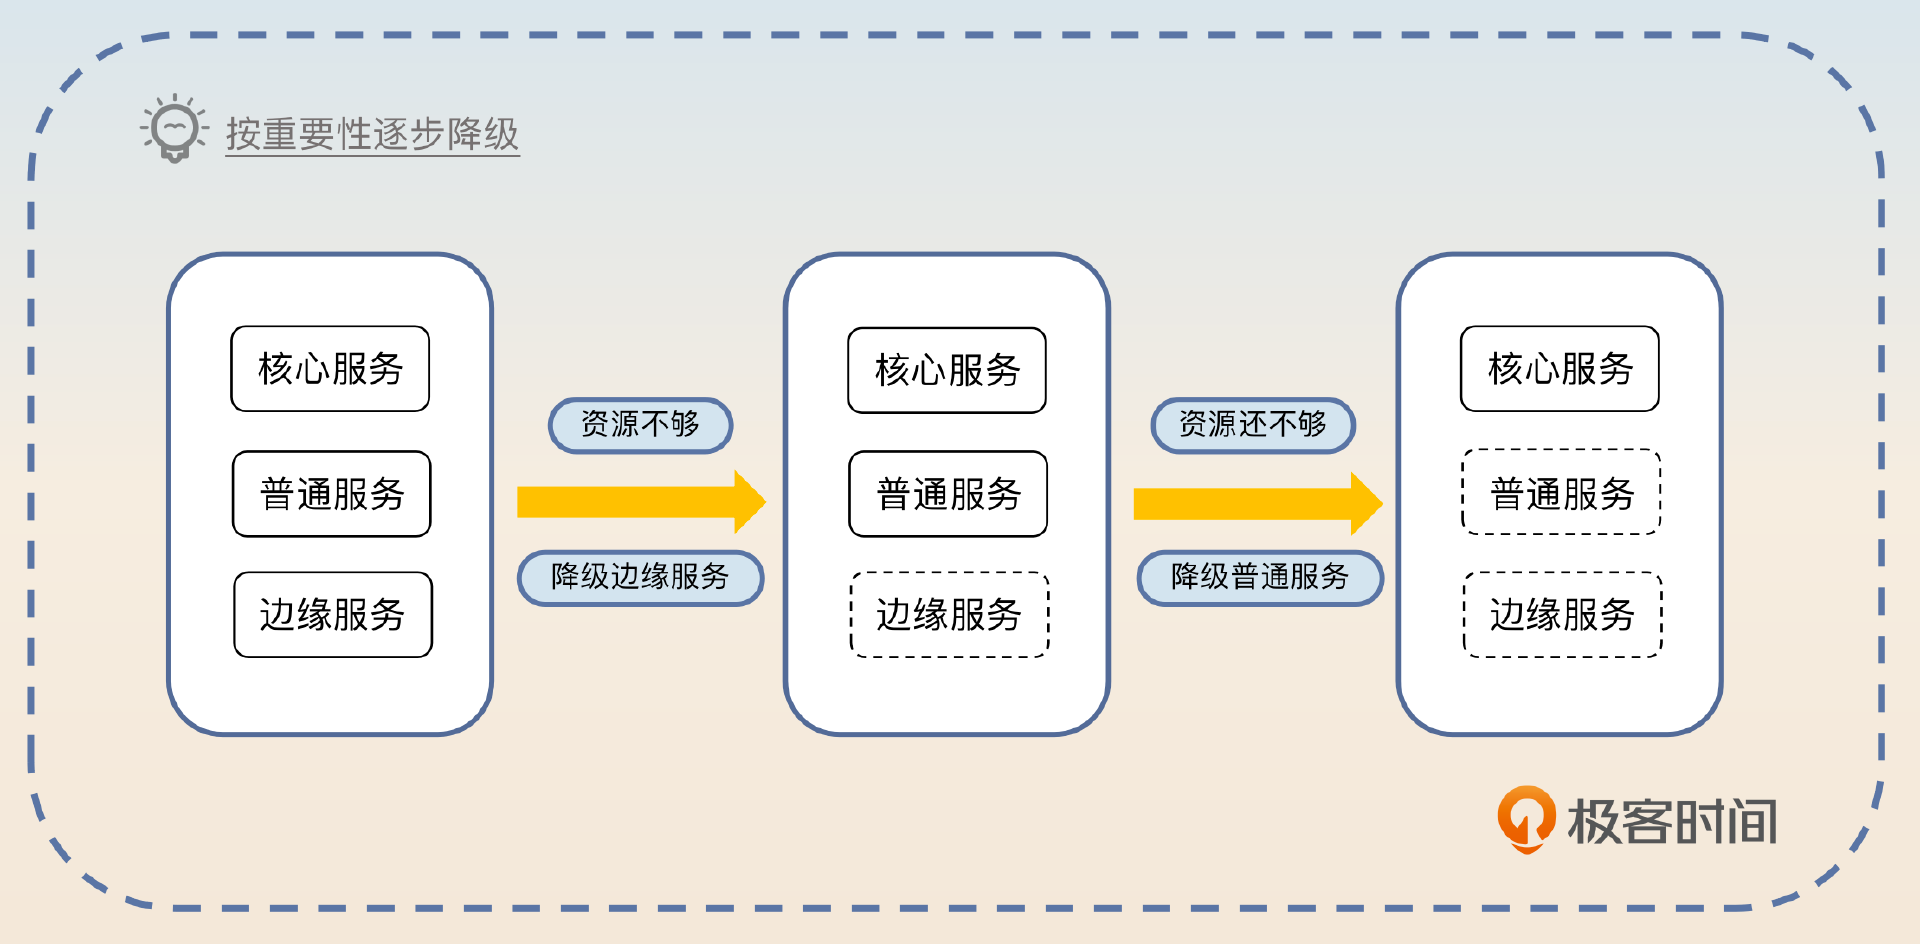 按重要性逐步降级
核心服务
普通服务
边缘服务
资源不够
降级边缘服务
核心服务
普通服务
边缘服务
资源还不够
降级普通服务
核心服务
普通服务
边缘服务
极客时间